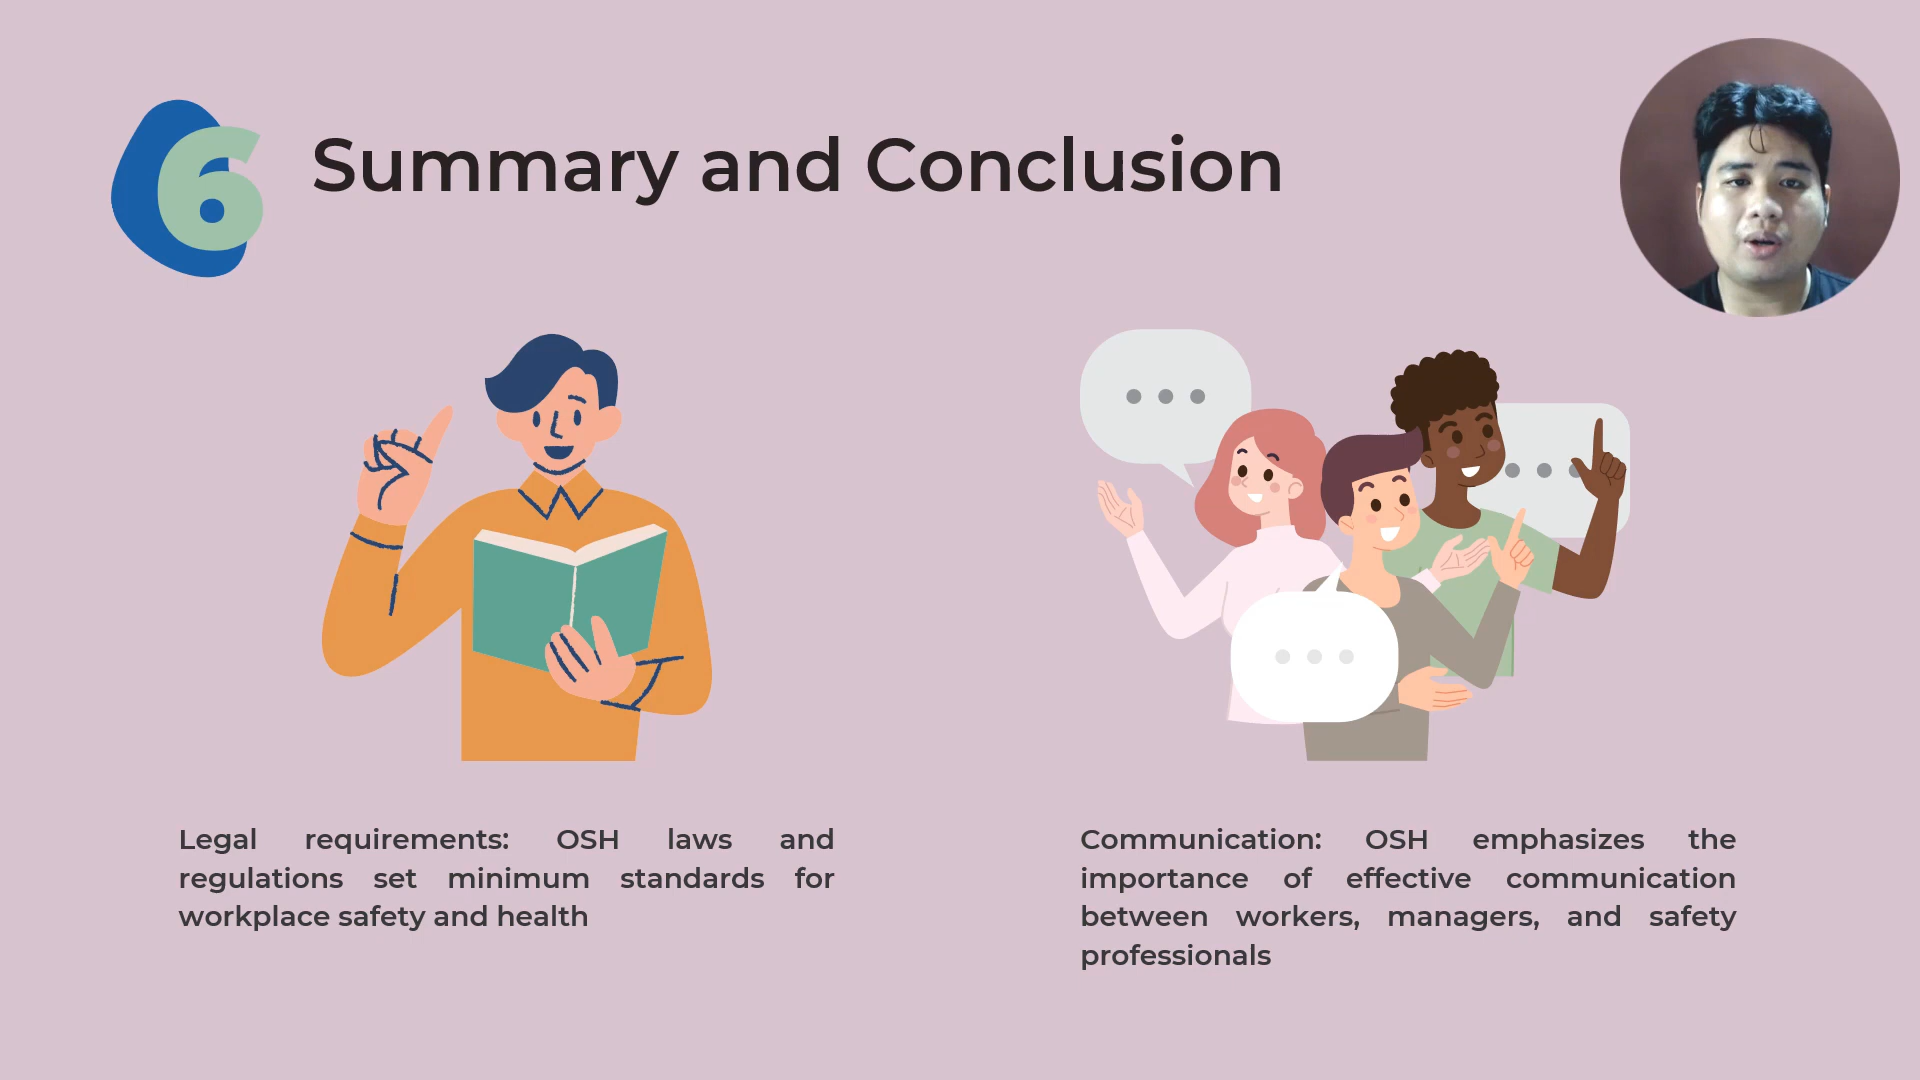 6
Summary and Conclusion
Legal requirements: OSH laws and
regulations set minimum standards for
workplace safety and health
Communication: OSH emphasizes the
importance of effective communication
between workers, managers, and safety
professionals